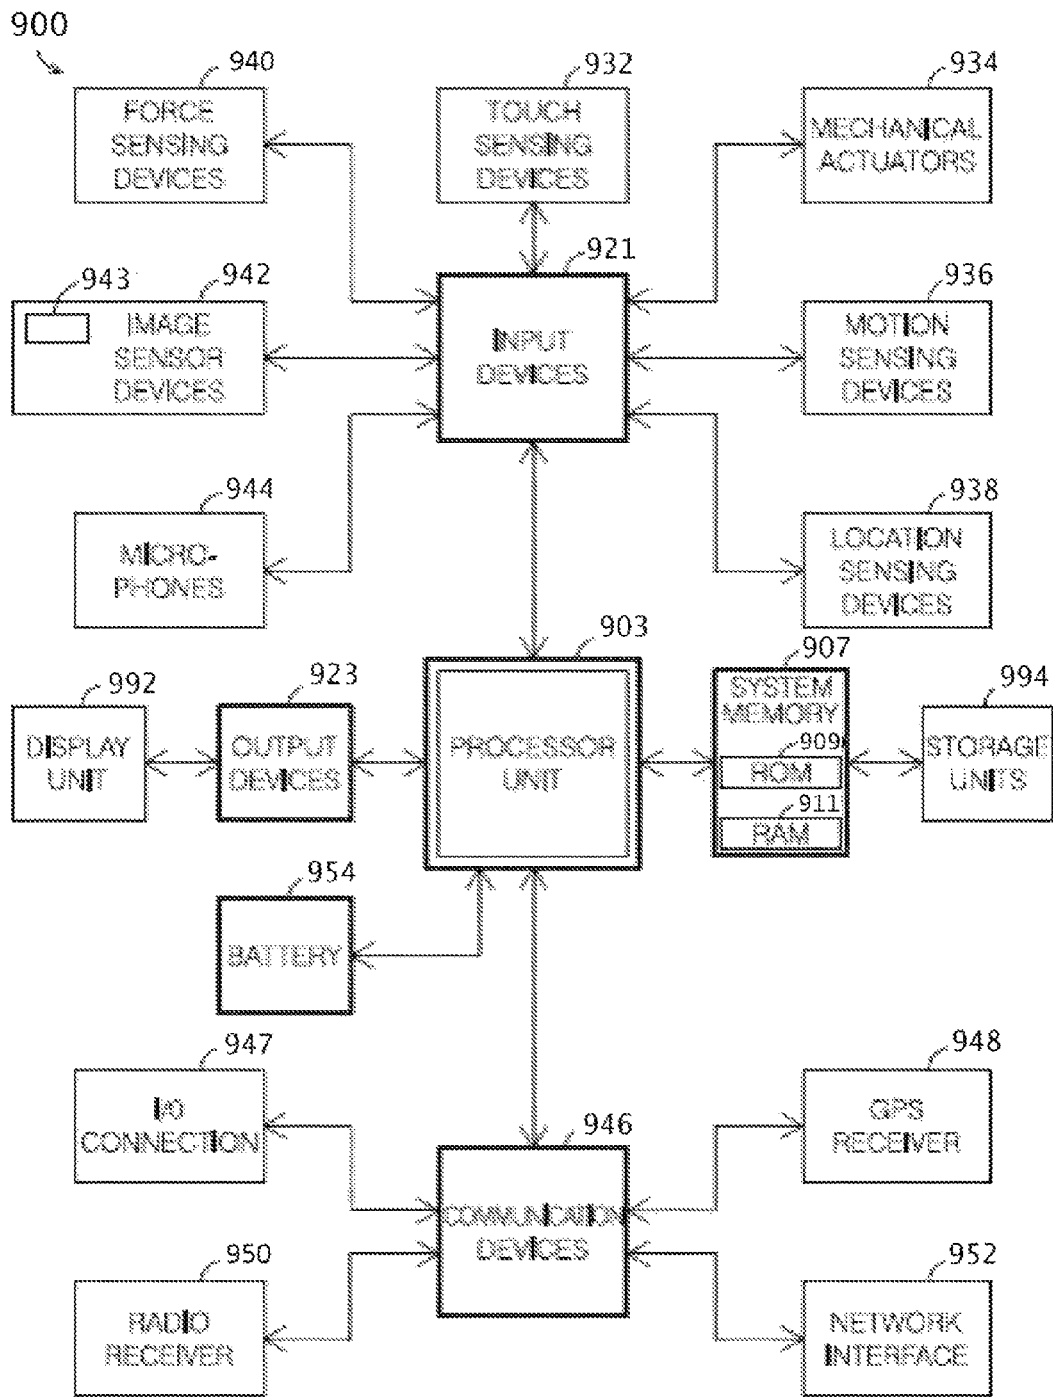 900
940
FORCE
SENSING
DEVICES
932
TOUCH
SENSING
DEVICES
934
MECHANICAL
ACTUATORS
943
942
IMAGE
SENSOR
DEVICES
921
INPUT
DEVICES
936
MOTION
SENSING
DEVICES
944
MICRO-
PHONES
938
LOCATION
SENSING
DEVICES
992
DISPLAY
UNIT
923
OUTPUT
DEVICES
903
PROCESSOR
UNIT
907
SYSTEM
MEMORY
909
ROM
911
RAM
994
STORAGE
UNITS
954
BATTERY
947
I/0
CONNECTION
946
COMMUNICATION
DEVICES
948
GPS
RECEIVER
950
RADIO
RECEIVER
952
NETWORK
INTERFACE